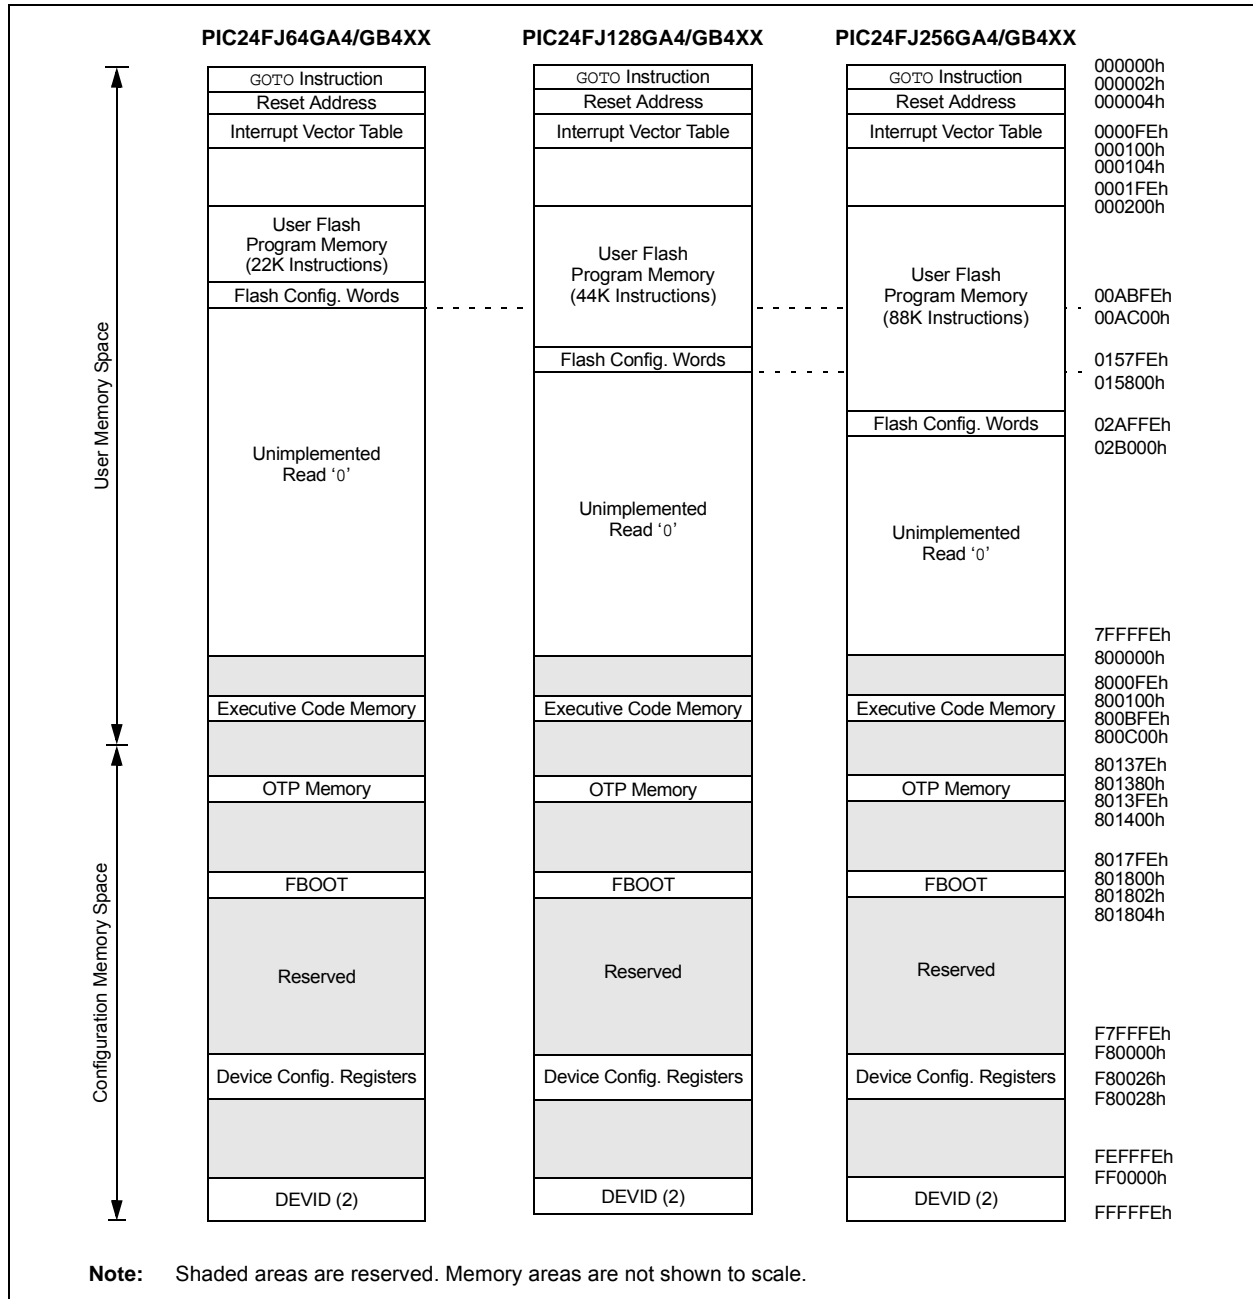 PIC24FJ64GA4/GB4XX
GOTO Instruction
Reset Address
Interrupt Vector Table
User Flash
Program Memory
(22K Instructions)
Flash Config. Words
Unimplemented
Read ‘0’
Executive Code Memory
OTP Memory
FBOOT
Reserved
Device Config. Registers
DEVID (2)
PIC24FJ128GA4/GB4XX
GOTO Instruction
Reset Address
Interrupt Vector Table
User Flash
Program Memory
(44K Instructions)
Flash Config. Words
Unimplemented
Read ‘0’
Executive Code Memory
OTP Memory
FBOOT
Reserved
Device Config. Registers
DEVID (2)
PIC24FJ256GA4/GB4XX
GOTO Instruction
Reset Address
Interrupt Vector Table
User Flash
Program Memory
(88K Instructions)
Flash Config. Words
Unimplemented
Read ‘0’
Executive Code Memory
OTP Memory
FBOOT
Reserved
Device Config. Registers
DEVID (2)
000000h
000002h
000004h
0000FEh
000100h
000104h
0001FEh
000200h
00ABFEh
00AC00h
0157FEh
015800h
02AFFEh
02B000h
7FFFFEh
800000h
8000FEh
800100h
800BFEh
800C00h
80137Eh
801380h
8013FEh
801400h
8017FEh
801800h
801802h
801804h
F7FFFEh
F80000h
F80026h
F80028h
FEFFFEh
FF0000h
FFFFFEh
User Memory Space
Configuration Memory Space
Note: Shaded areas are reserved. Memory areas are not shown to scale.